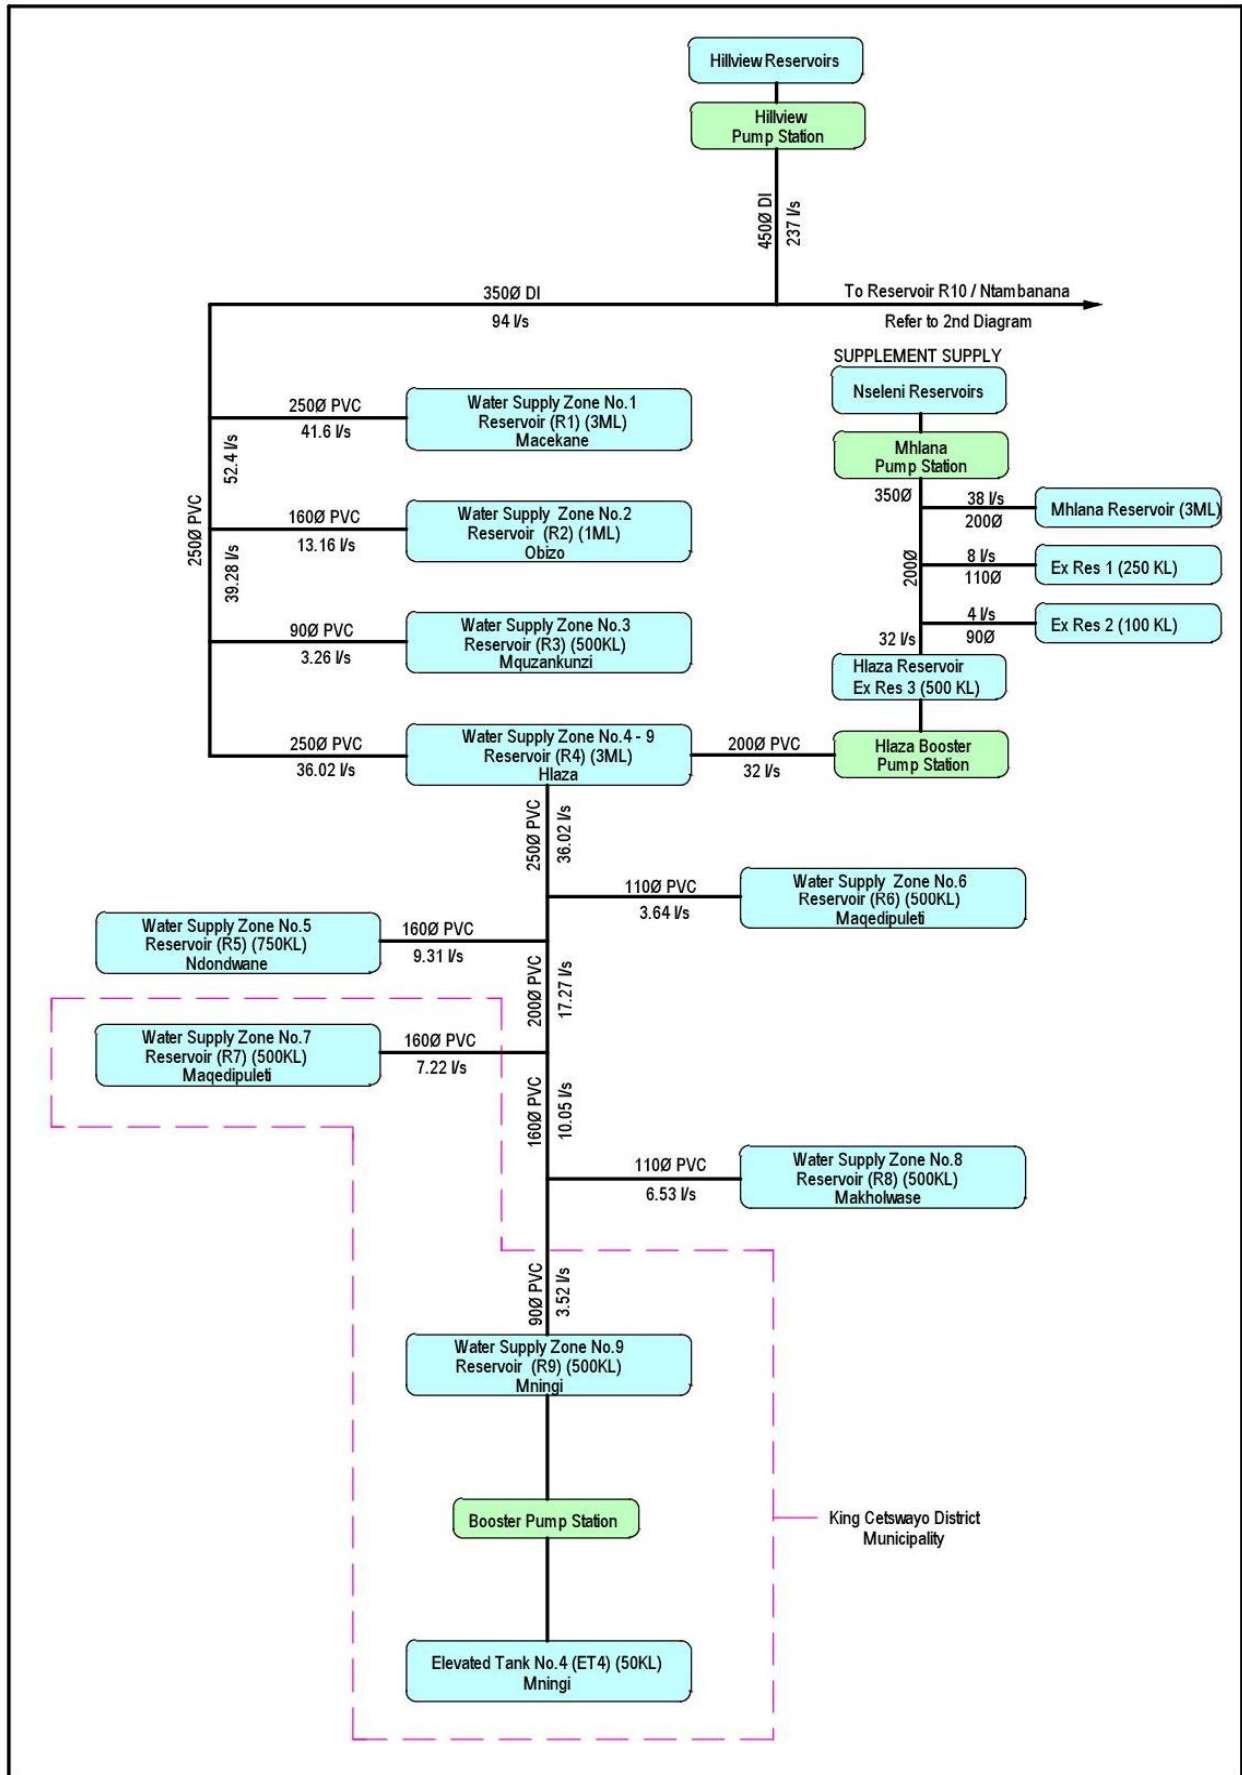 Hillview Reservoirs
Hillview
Pump Station
450Ø DI
237 l/s
350Ø DI
94 l/s
To Reservoir R10 / Ntambanana
Refer to 2nd Diagram
SUPPLEMENT SUPPLY
Nseleni Reservoirs
Mhlana
Pump Station
350Ø
38 l/s
200Ø
Mhlana Reservoir (3ML)
200Ø
8 l/s
110Ø
Ex Res 1 (250 KL)
4 l/s
90Ø
Ex Res 2 (100 KL)
32 l/s
Hlaza Reservoir
Ex Res 3 (500 KL)
Hlaza Booster
Pump Station
250Ø PVC
41.6 l/s
Water Supply Zone No.1
Reservoir (R1) (3ML)
Macekane
52.4 l/s
250Ø PVC
160Ø PVC
13.16 l/s
Water Supply Zone No.2
Reservoir (R2) (1ML)
Obizo
39.28 l/s
90Ø PVC
3.26 l/s
Water Supply Zone No.3
Reservoir (R3) (500KL)
Mquzankunzi
250Ø PVC
36.02 l/s
Water Supply Zone No.4 - 9
Reservoir (R4) (3ML)
Hlaza
200Ø PVC
32 l/s
250Ø PVC
36.02 l/s
110Ø PVC
3.64 l/s
Water Supply Zone No.6
Reservoir (R6) (500KL)
Maqedipuleti
Water Supply Zone No.5
Reservoir (R5) (750KL)
Ndondwane
160Ø PVC
9.31 l/s
200Ø PVC
17.27 l/s
Water Supply Zone No.7
Reservoir (R7) (500KL)
Maqedipuleti
160Ø PVC
7.22 l/s
160Ø PVC
10.05 l/s
110Ø PVC
6.53 l/s
Water Supply Zone No.8
Reservoir (R8) (500KL)
Makholwase
90Ø PVC
3.52 l/s
Water Supply Zone No.9
Reservoir (R9) (500KL)
Mningi
Booster Pump Station
King Cetswayo District
Municipality
Elevated Tank No.4 (ET4) (50KL)
Mningi